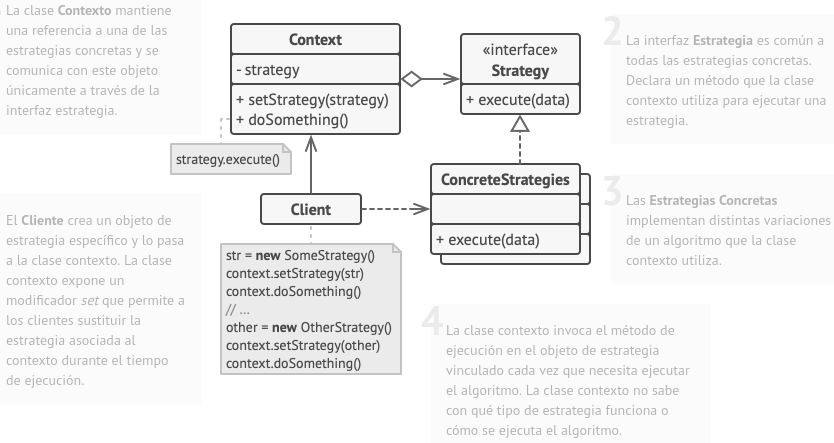 La clase Contexto mantiene
una referencia a una de las
estrategias concretas y se
comunica con este objeto
únicamente a través de la
interfaz estrategia.
Context
- strategy
+ setStrategy(strategy)
+ doSomething()
strategy.execute()
«interface»
Strategy
+ execute(data)
2
La interfaz Estrategia es común a
todas las estrategias concretas.
Declara un método que la clase
contexto utiliza para ejecutar una
estrategia.
ConcreteStrategies
+ execute(data)
3
Las Estrategias Concretas
implementan distintas variaciones
de un algoritmo que la clase
contexto utiliza.
Client
str = new SomeStrategy()
context.setStrategy(str)
context.doSomething()
// ...
other = new OtherStrategy()
context.setStrategy(other)
context.doSomething()
El Cliente crea un objeto de
estrategia específico y lo pasa
a la clase contexto. La clase
contexto expone un
modificador set que permite a
los clientes sustituir la
estrategia asociada al
contexto durante el tiempo
de ejecución.
4
La clase contexto invoca el método de
ejecución en el objeto de estrategia
vinculado cada vez que necesita ejecutar
el algoritmo. La clase contexto no sabe
con qué tipo de estrategia funciona o
cómo se ejecuta el algoritmo.